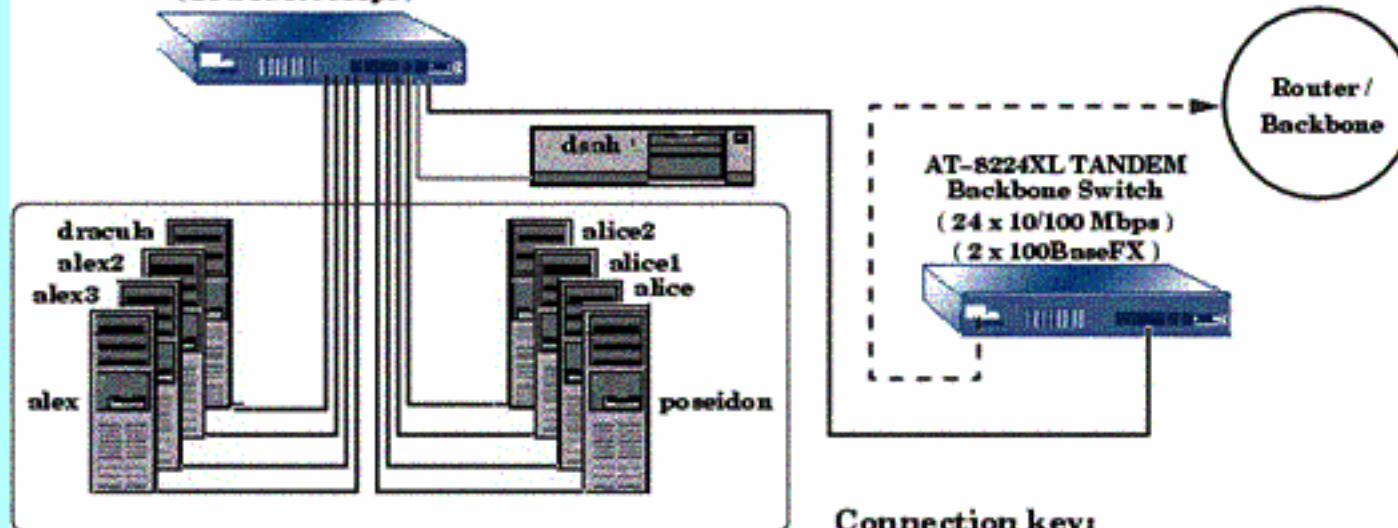 Router /
Backbone
dsah
AT-8224XL TANDEM
Backbone Switch
( 24 x 10/100 Mbps )
( 2 x 100BaseFX )
dracula
alex2
alex3
alex
alice2
alice1
alice
poseidon
Connection key: